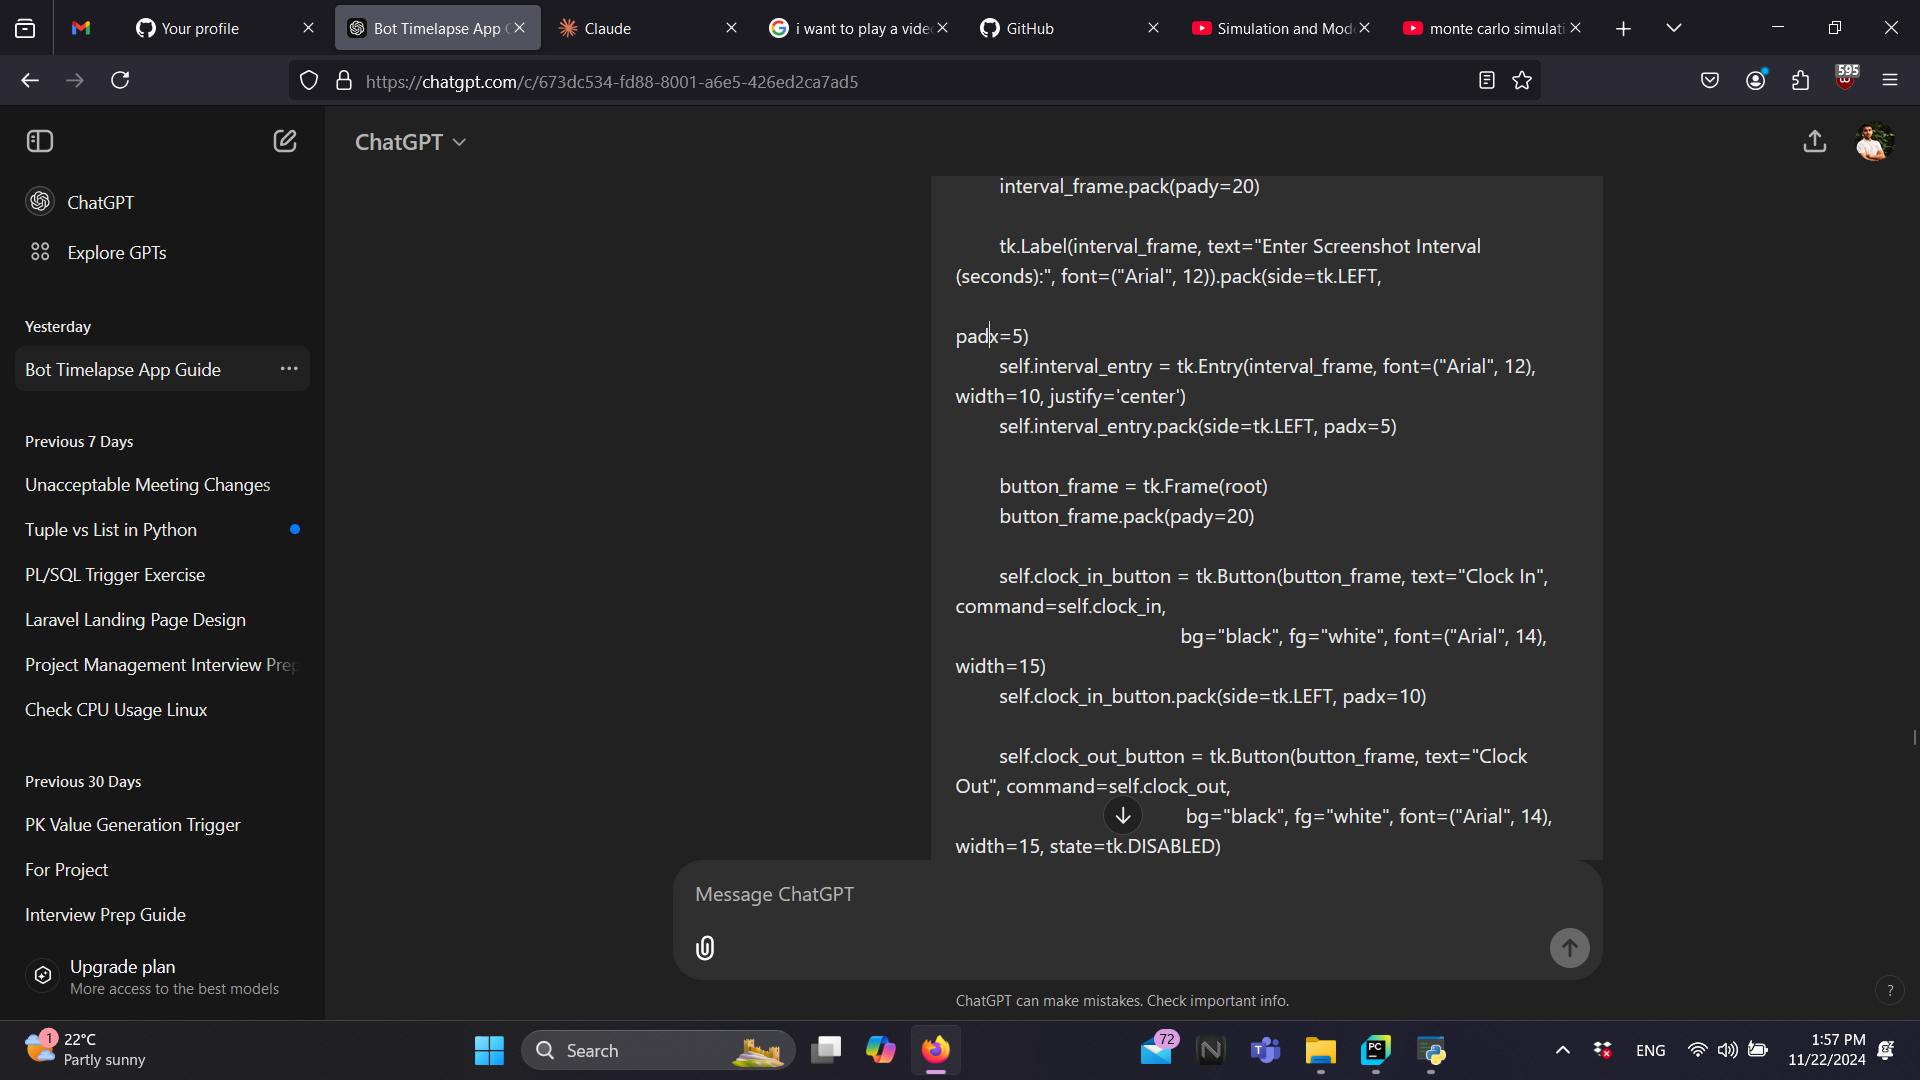 Your profile
Bot Timelapse App G
Claude
i want to play a vide
GitHub
Simulation and Mod
monte carlo simulati
https://chatgpt.com/c/673dc534-fd88-8001-a6e5-426ed2ca7ad5
595
ChatGPT
ChatGPT
Explore GPTs
Yesterday
Bot Timelapse App Guide
Previous 7 Days
Unacceptable Meeting Changes
Tuple vs List in Python
PL/SQL Trigger Exercise
Laravel Landing Page Design
Project Management Interview Prep
Check CPU Usage Linux
Previous 30 Days
PK Value Generation Trigger
For Project
Interview Prep Guide
Upgrade plan
More access to the best models
interval_frame.pack(pady=20)
tk.Label(interval_frame, text="Enter Screenshot Interval
(seconds):", font=("Arial", 12)).pack(side=tk.LEFT,
padx=5)
self.interval_entry = tk.Entry(interval_frame, font=("Arial", 12),
width=10, justify='center')
self.interval_entry.pack(side=tk.LEFT, padx=5)
button_frame = tk.Frame(root)
button_frame.pack(pady=20)
self.clock_in_button = tk.Button(button_frame, text="Clock In",
command=self.clock_in,
bg="black", fg="white", font=("Arial", 14),
width=15)
self.clock_in_button.pack(side=tk.LEFT, padx=10)
self.clock_out_button = tk.Button(button_frame, text="Clock
Out", command=self.clock_out,
bg="black", fg="white", font=("Arial", 14),
width=15, state=tk.DISABLED)
Message ChatGPT
ChatGPT can make mistakes. Check important info.
?
1
22°C
Partly sunny
Search
72
N
T
PC
ENG
1:57 PM
11/22/2024